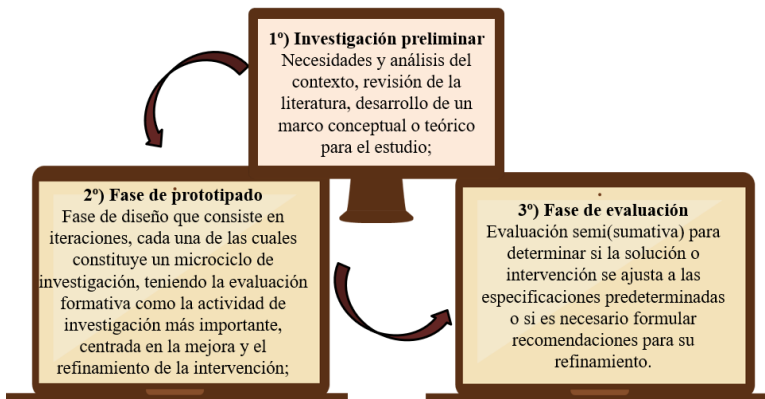 1º) Investigación preliminar
Necesidades y análisis del
contexto, revisión de la
literatura, desarrollo de un
marco conceptual o teórico
para el estudio;
2º) Fase de prototipado
Fase de diseño que consiste en
iteraciones, cada una de las cuales
constituye un microciclo de
investigación, teniendo la evaluación
formativa como la actividad de
investigación más importante,
centrada en la mejora y el
refinamiento de la intervención;
3º) Fase de evaluación
Evaluación semi(sumativa) para
determinar si la solución o
intervención se ajusta a las
especificaciones predeterminadas
o si es necesario formular
recomendaciones para su
refinamiento.